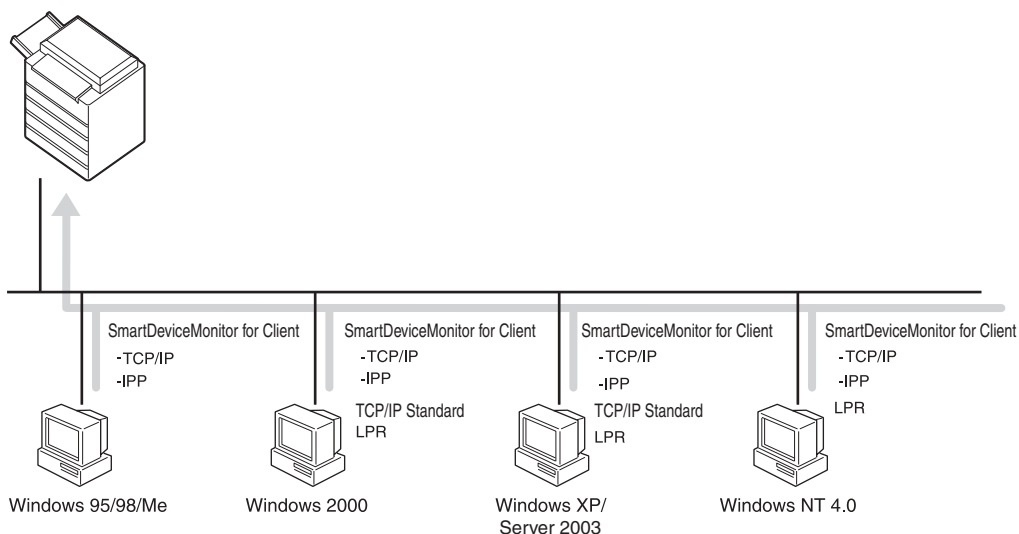 SmartDeviceMonitor for Client
-TCP/IP
-IPP
Windows 95/98/Me
SmartDeviceMonitor for Client
-TCP/IP
-IPP
TCP/IP Standard
LPR
Windows 2000
SmartDeviceMonitor for Client
-TCP/IP
-IPP
TCP/IP Standard
LPR
Windows XP/
Server 2003
SmartDeviceMonitor for Client
-TCP/IP
-IPP
LPR
Windows NT 4.0